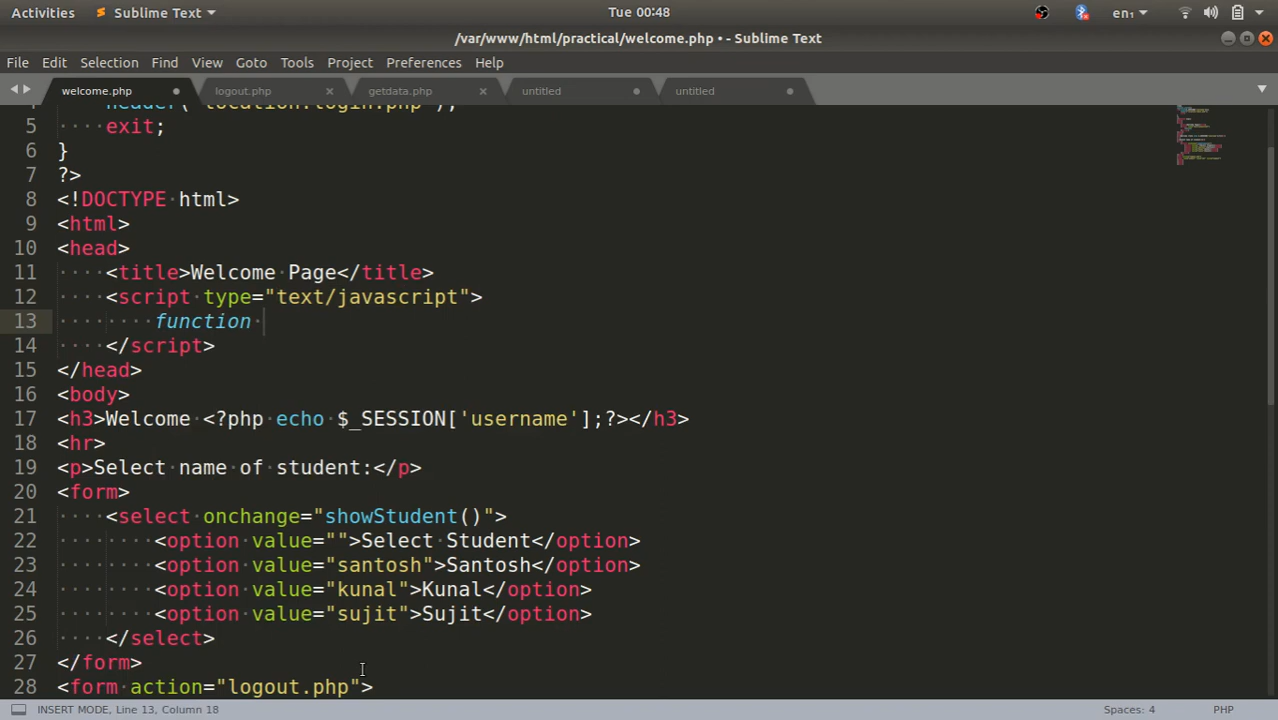 Activities Sublime Text Tue 00:48 en₁
/var/www/html/practical/welcome.php • - Sublime Text
File Edit Selection Find View Goto Tools Project Preferences Help
welcome.php logout.php getdata.php untitled untitled
4 header("location:login.php");
5 exit;
6 }
7 ?>
8 <!DOCTYPE html>
9 <html>
10 <head>
11 <title>Welcome Page</title>
12 <script type="text/javascript">
13 function
14 </script>
15 </head>
16 <body>
17 <h3>Welcome <?php echo $_SESSION['username'];?></h3>
18 <hr>
19 <p>Select name of student:</p>
20 <form>
21 <select onchange="showStudent()">
22 <option value="">Select Student</option>
23 <option value="santosh">Santosh</option>
24 <option value="kunal">Kunal</option>
25 <option value="sujit">Sujit</option>
26 </select>
27 </form>
28 <form action="logout.php">
INSERT MODE, Line 13, Column 18 Spaces: 4 PHP